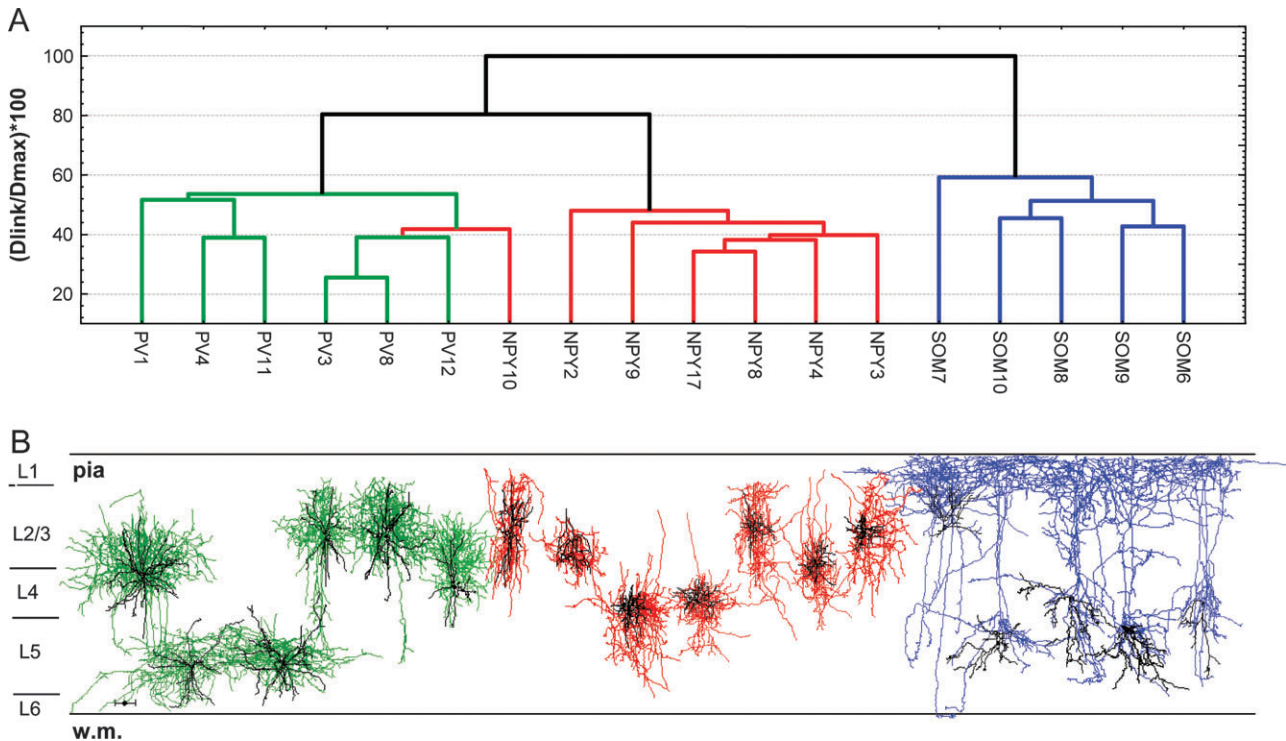 A
(Dlink/Dmax)*100
100
80
60
40
20
PV1
PV4
PV11
PV3
PV8
PV12
NPY10
NPY2
NPY9
NPY17
NPY8
NPY4
NPY3
SOM7
SOM10
SOM8
SOM9
SOM6
B
pia
L1
L2/3
L4
L5
L6
w.m.